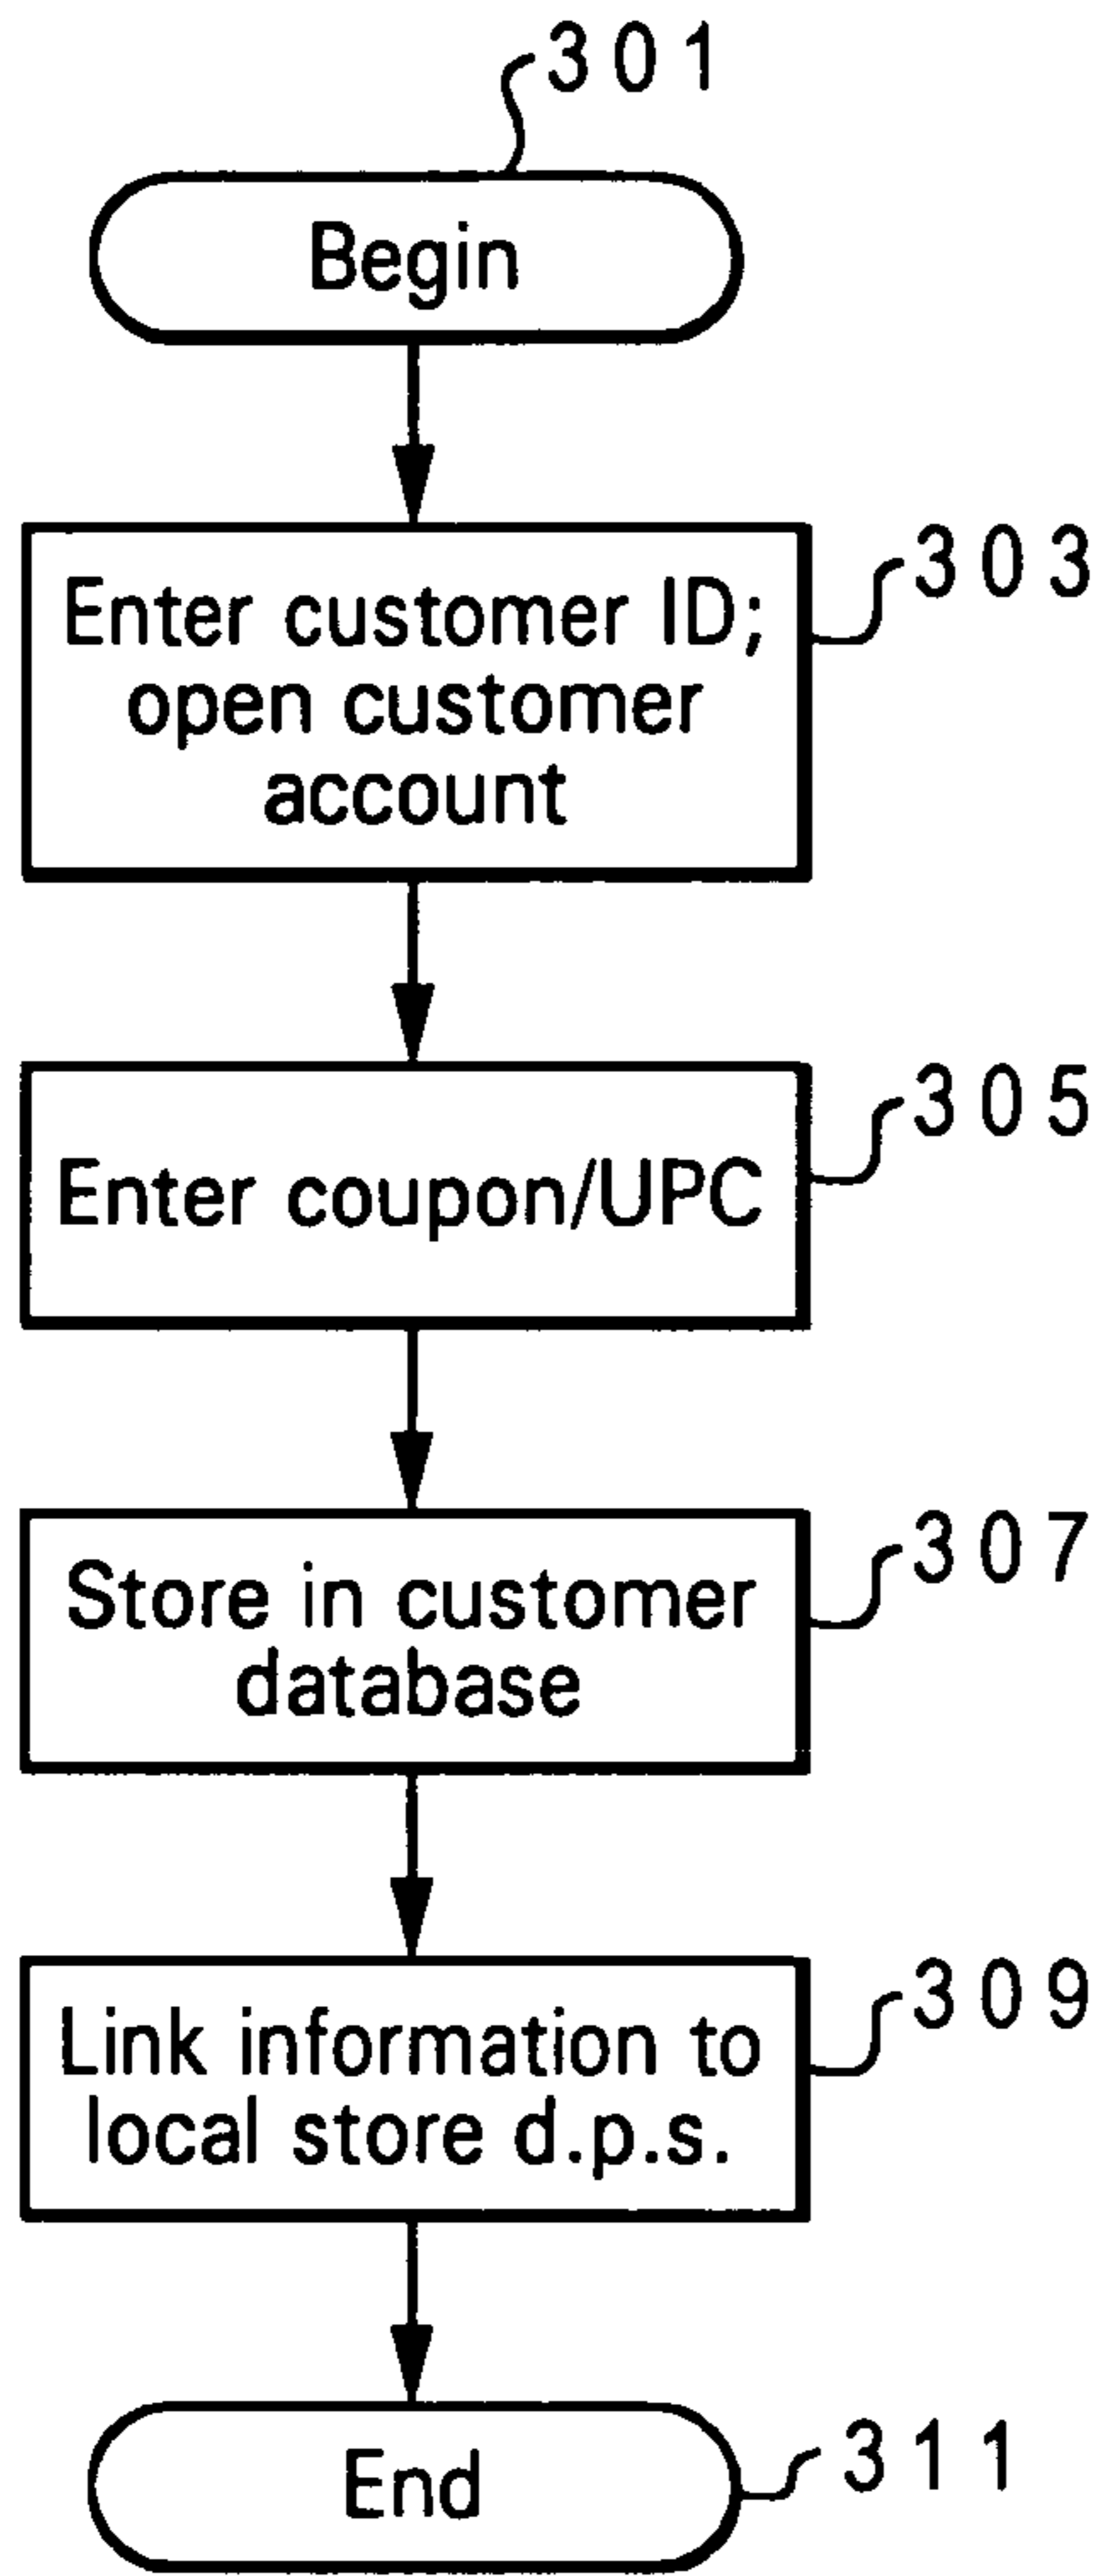 301
Begin
303
Enter customer ID;
open customer
account
305
Enter coupon/UPC
307
Store in customer
database
309
Link information to
local store d.p.s.
311
End